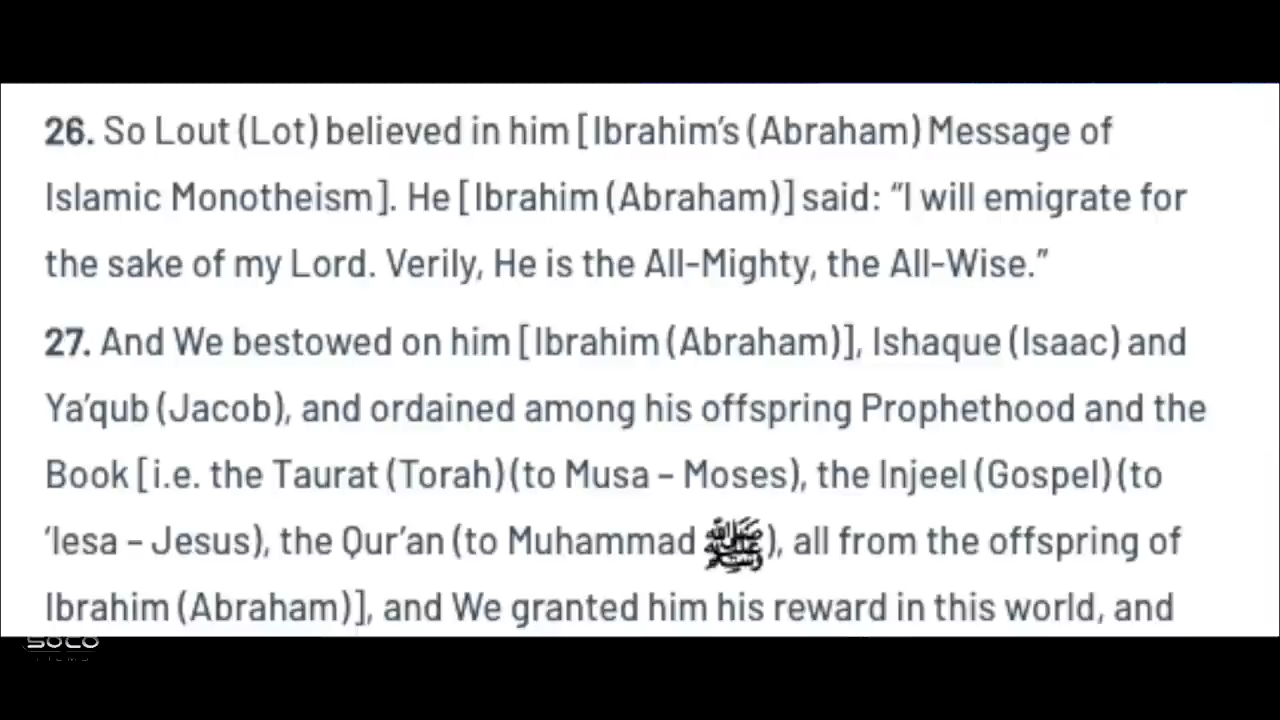 26. So Lout (Lot) believed in him [Ibrahim’s (Abraham) Message of
Islamic Monotheism]. He [Ibrahim (Abraham)] said: “I will emigrate for
the sake of my Lord. Verily, He is the All-Mighty, the All-Wise.”
27. And We bestowed on him [Ibrahim (Abraham)], Ishaque (Isaac) and
Ya’qub (Jacob), and ordained among his offspring Prophethood and the
Book [i.e. the Taurat (Torah) (to Musa – Moses), the Injeel (Gospel) (to
‘Iesa – Jesus), the Qur’an (to Muhammad ﷺ), all from the offspring of
Ibrahim (Abraham)], and We granted him his reward in this world, and
SOCO
FILMS